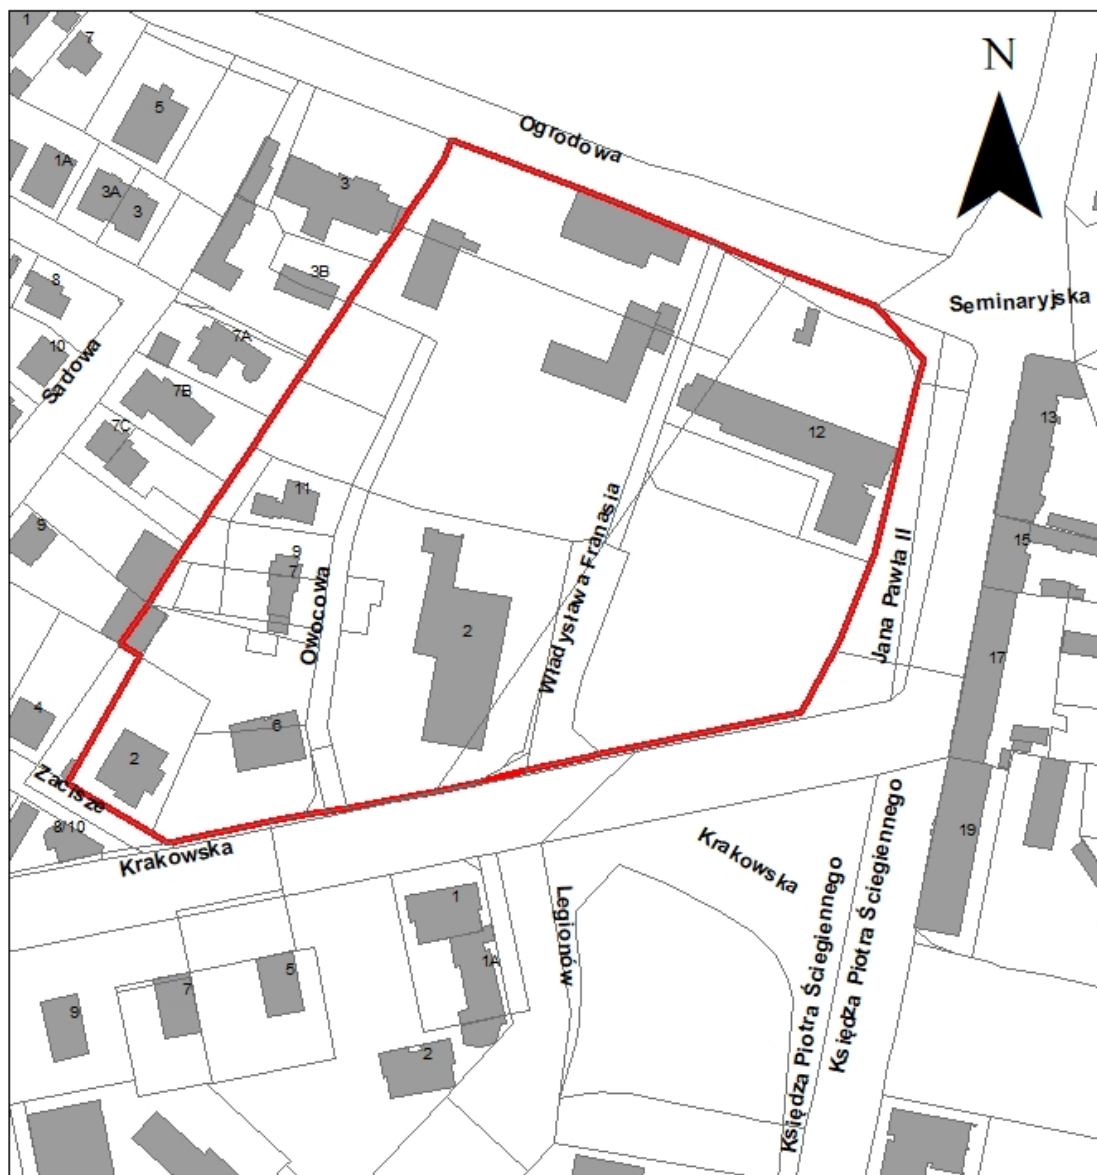 1
7
N
5
Ogrodowa
1A
3A
3
3
3B
8
Seminaryjska
10
Sadowa
7A
7B
13
7C
12
11
9
9
7
15
Owocowa
Władysława Franasia
Jana Pawła II
2
17
4
6
2
Zacisze
8/10
Krakowska
19
Krakowska
1
Legionów
1A
5
7
9
2
Księdza Piotra Ściegiennego
Księdza Piotra Ściegiennego